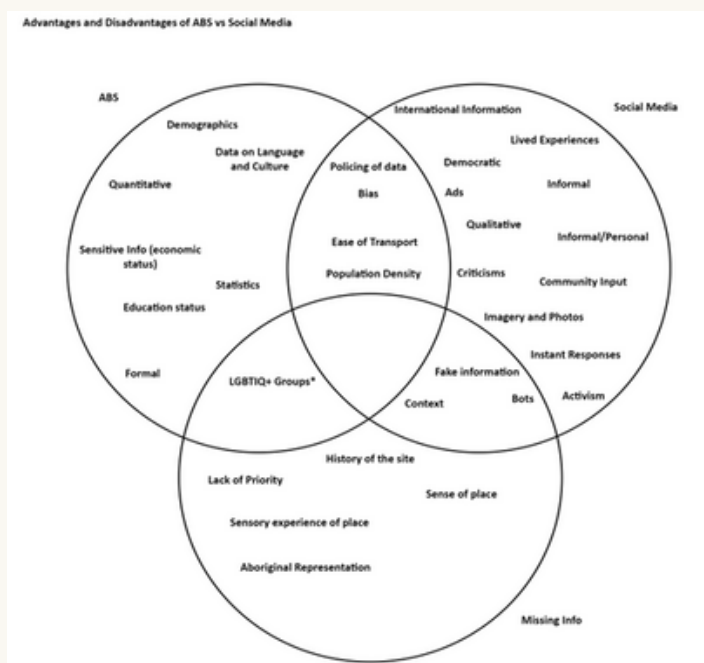 Advantages and Disadvantages of ABS vs Social Media
ABS
Social Media
Demographics
Data on Language
and Culture
Quantitative
Sensitive Info (economic
status)
Statistics
Education status
Formal
Policing of data
Bias
Ease of Transport
Population Density
International Information
Lived Experiences
Democratic
Informal
Ads
Qualitative
Informal/Personal
Criticisms
Community Input
Imagery and Photos
Instant Responses
Activism
LGBTIQ+ Groups*
Fake information
Context
Bots
History of the site
Lack of Priority
Sense of place
Sensory experience of place
Aboriginal Representation
Missing Info